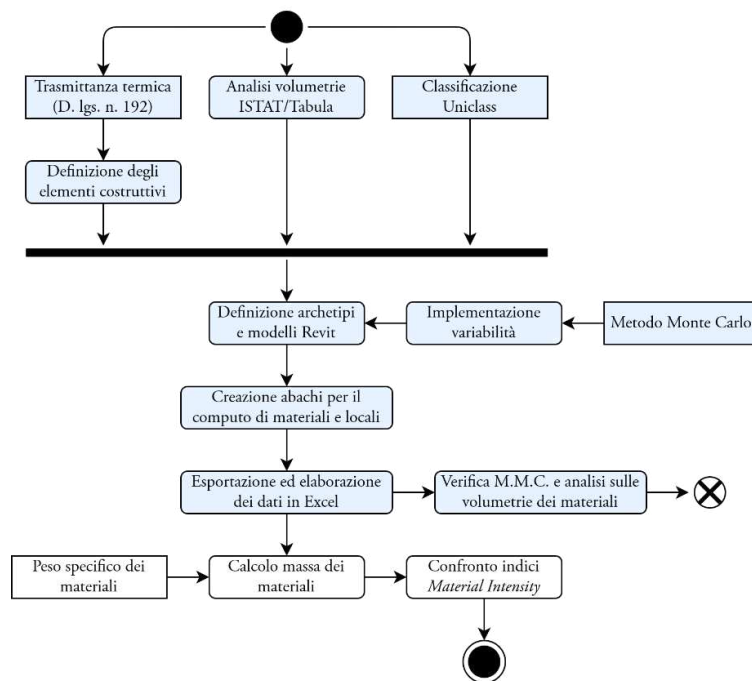 Trasmittanza termica
(D. lgs. n. 192)
Analisi volumetrie
ISTAT/Tabula
Classificazione
Uniclass
Definizione degli
elementi costruttivi
Definizione archetipi
e modelli Revit
Implementazione
variabilità
Metodo Monte Carlo
Creazione abachi per il
computo di materiali e locali
Esportazione ed elaborazione
dei dati in Excel
Verifica M.M.C. e analisi sulle
volumetrie dei materiali
Peso specifico dei
materiali
Calcolo massa dei
materiali
Confronto indici
Material Intensity